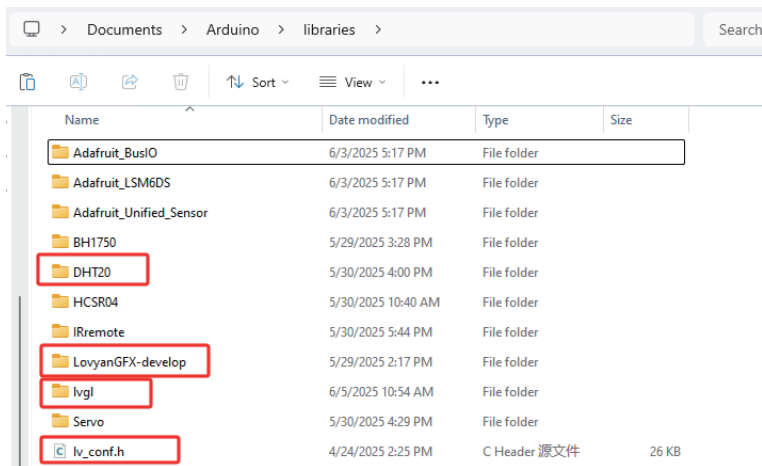 > Documents > Arduino > libraries > Search
Sort View ...
Name Date modified Type Size
Adafruit_BusIO 6/3/2025 5:17 PM File folder
Adafruit_LSM6DS 6/3/2025 5:17 PM File folder
Adafruit_Unified_Sensor 6/3/2025 5:17 PM File folder
BH1750 5/29/2025 3:28 PM File folder
DHT20 5/30/2025 4:00 PM File folder
HCSR04 5/30/2025 10:40 AM File folder
IRremote 5/30/2025 5:44 PM File folder
LovyanGFX-develop 5/29/2025 2:17 PM File folder
lvgl 6/5/2025 10:54 AM File folder
Servo 5/30/2025 4:29 PM File folder
lv_conf.h 4/24/2025 2:25 PM C Header 源文件 26 KB